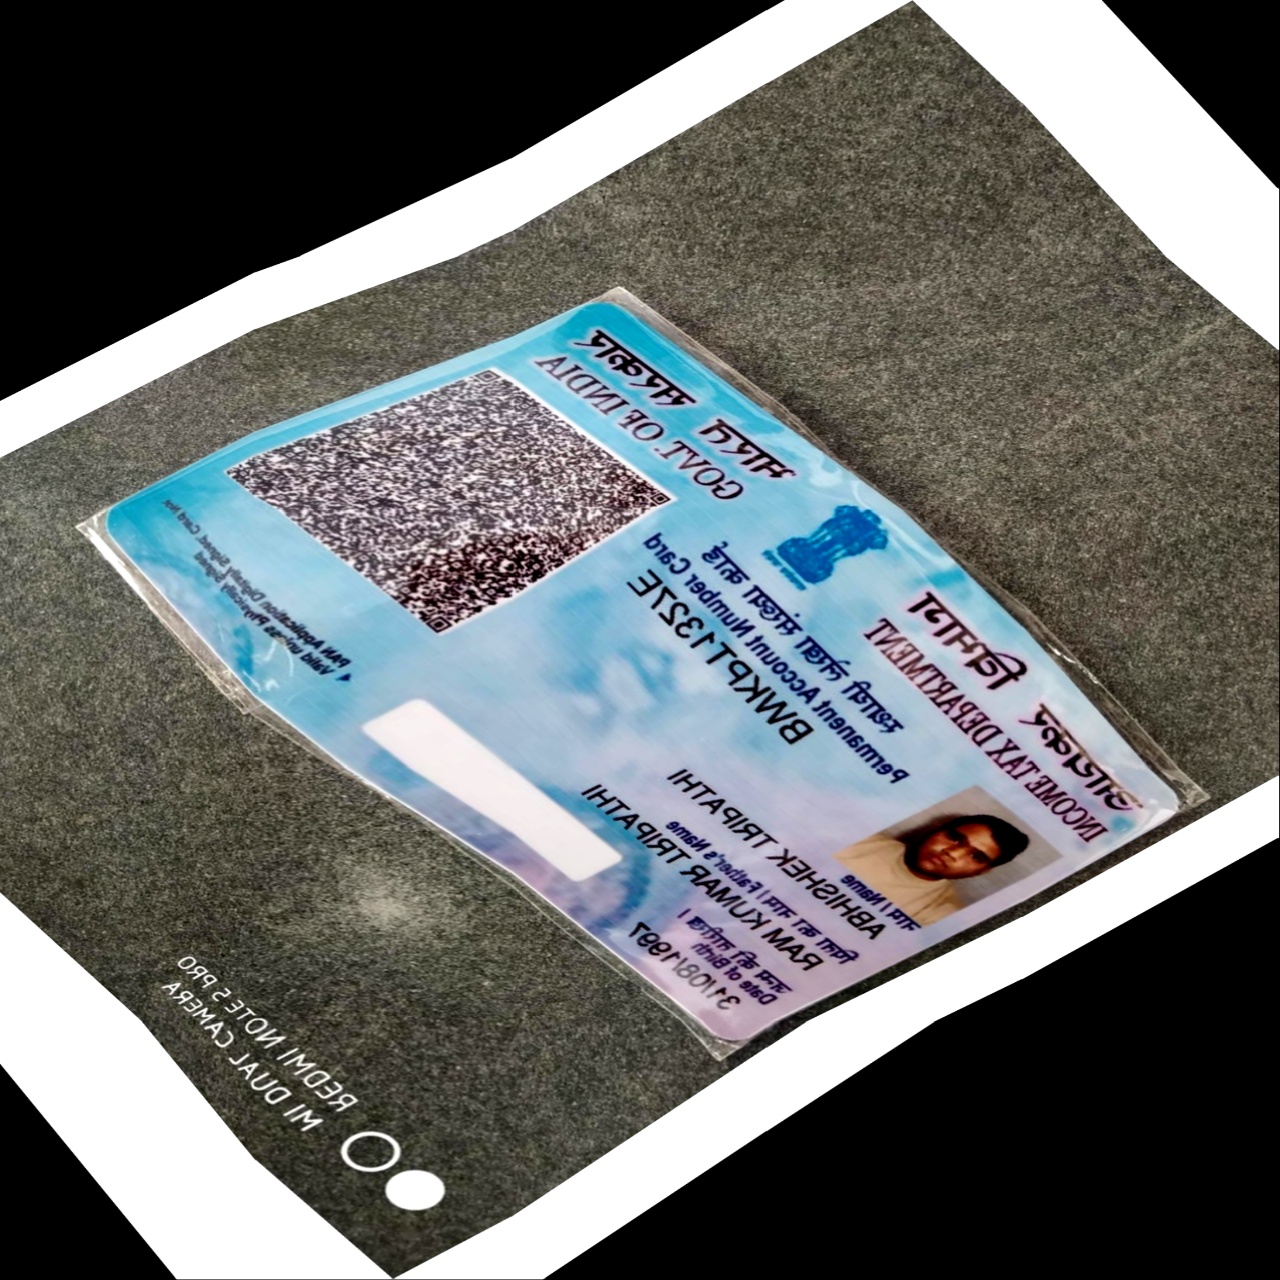 आयकर विभाग
INCOME TAX DEPARTMENT
भारत सरकार
GOVT. OF INDIA
स्थायी लेखा संख्या कार्ड
Permanent Account Number Card
BWKPT1327E
नाम / Name
ABHISHEK TRIPATHI
पिता का नाम / Father's Name
RAM KUMAR TRIPATHI
जन्म की तारीख /
Date of Birth
31/08/1997
PAN Application Digitally Signed, Card Not
Valid unless Physically Signed
REDMI NOTE 5 PRO
MI DUAL CAMERA